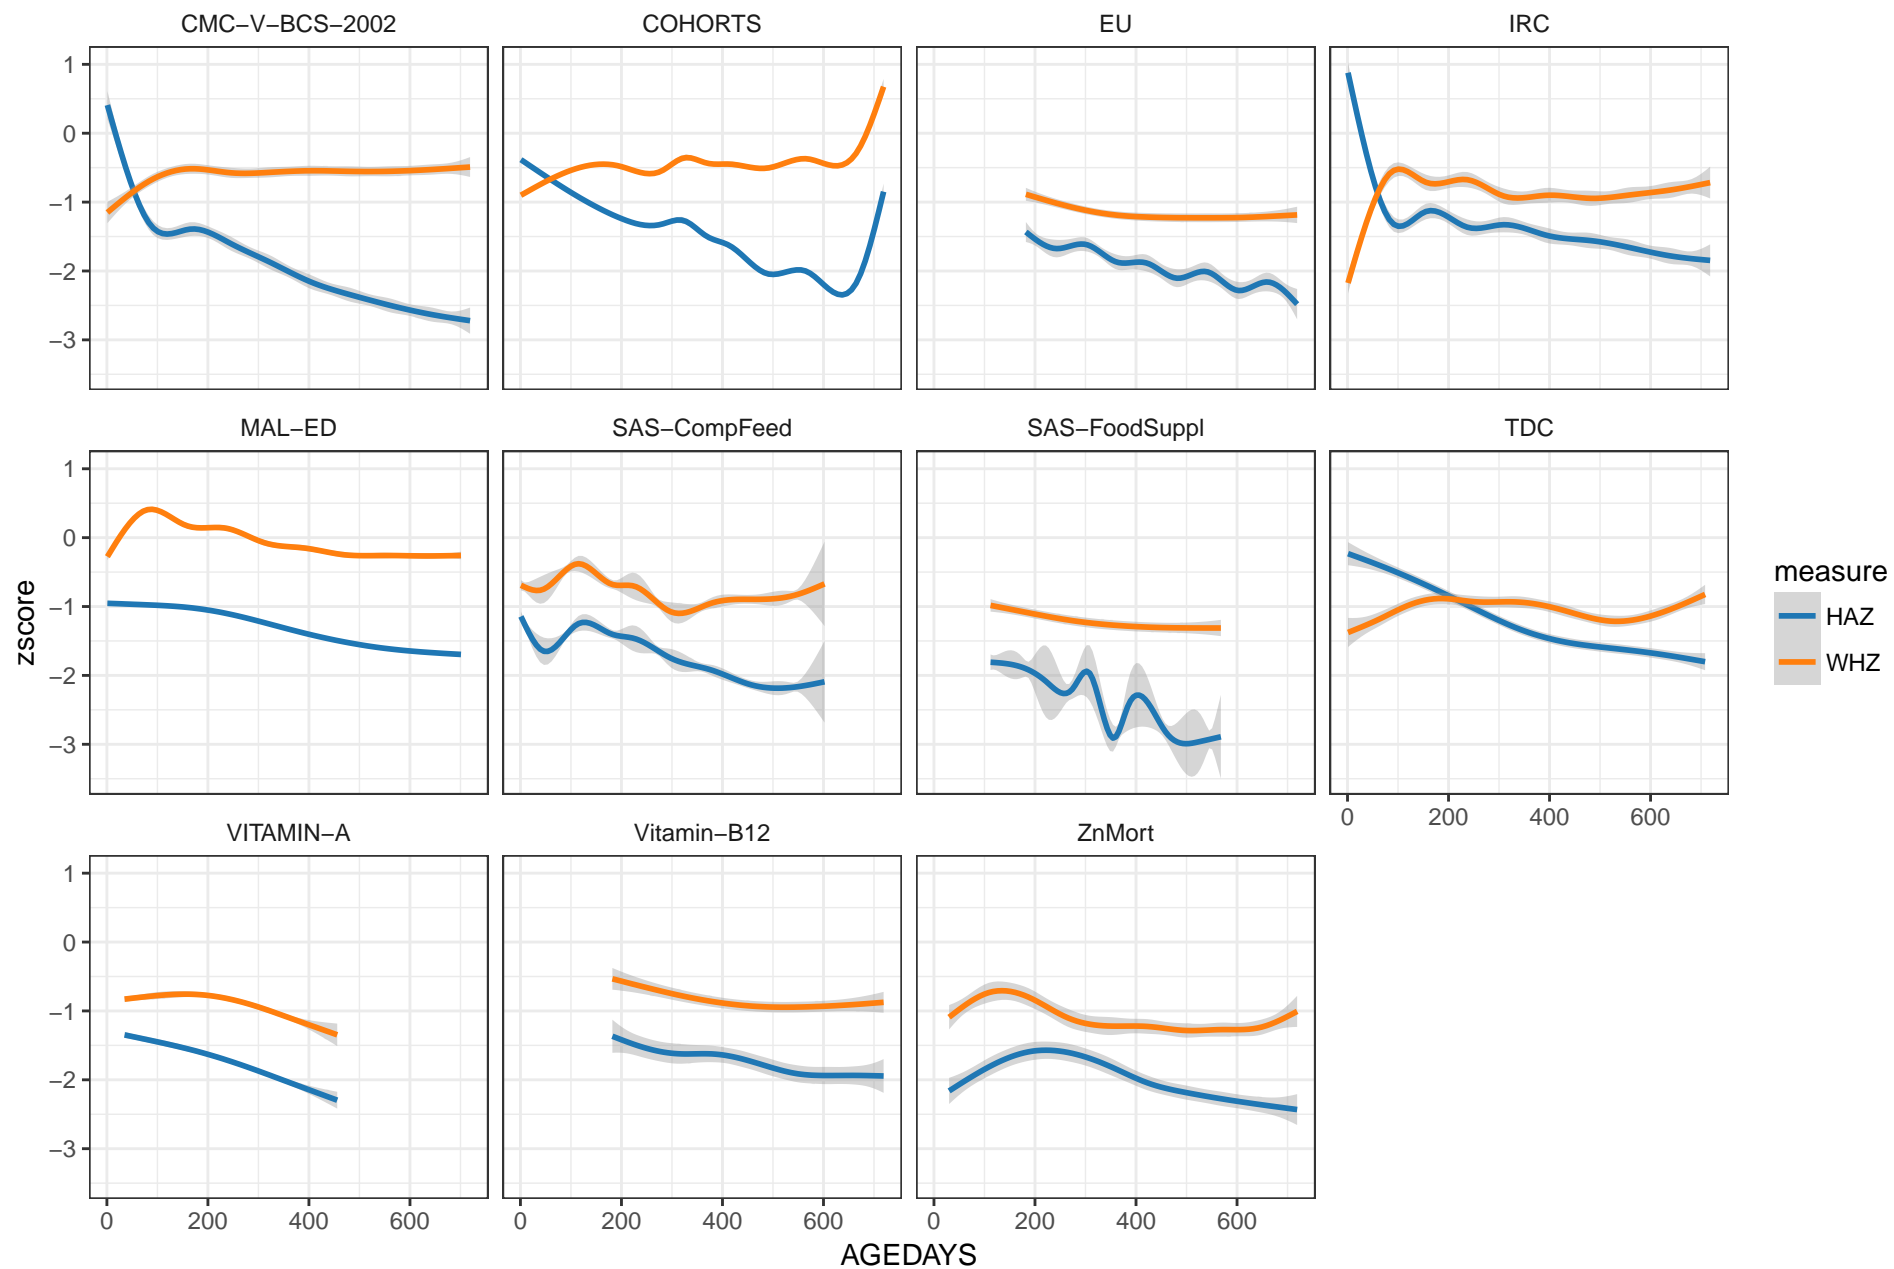 CMC−V−BCS−2002 COHORTS EU IRC
1
0
−1
−2
−3
MAL−ED SAS−CompFeed SAS−FoodSuppl TDC
1
0
−1
−2
−3
0 200 400 600
zscore
measure
HAZ
WHZ
VITAMIN−A Vitamin−B12 ZnMort
1
0
−1
−2
−3
0 200 400 600 0 200 400 600 0 200 400 600
AGEDAYS